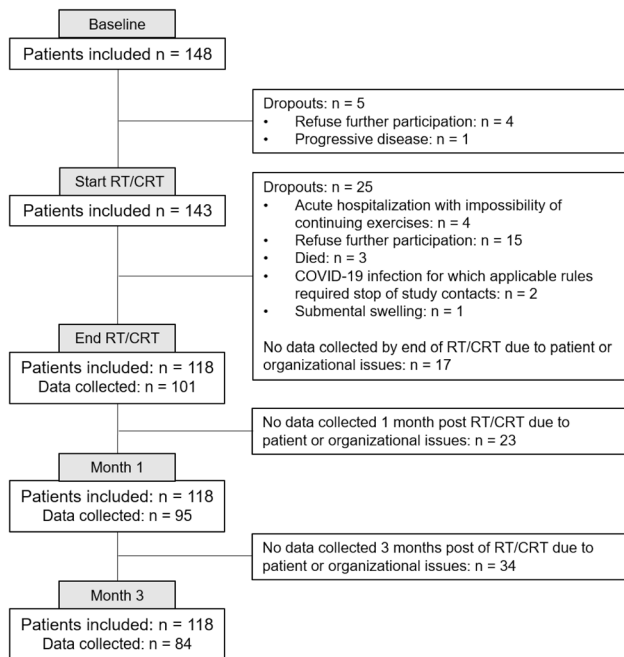 Baseline
Patients included n = 148
Dropouts: n = 5
• Refuse further participation: n = 4
• Progressive disease: n = 1
Start RT/CRT
Patients included: n = 143
Dropouts: n = 25
• Acute hospitalization with impossibility of
continuing exercises: n = 4
• Refuse further participation: n = 15
• Died: n = 3
• COVID-19 infection for which applicable rules
required stop of study contacts: n = 2
• Submental swelling: n = 1
No data collected by end of RT/CRT due to patient or
organizational issues: n = 17
End RT/CRT
Patients included: n = 118
Data collected: n = 101
No data collected 1 month post RT/CRT due to
patient or organizational issues: n = 23
Month 1
Patients included: n = 118
Data collected: n = 95
No data collected 3 months post of RT/CRT due to
patient or organizational issues: n = 34
Month 3
Patients included: n = 118
Data collected: n = 84